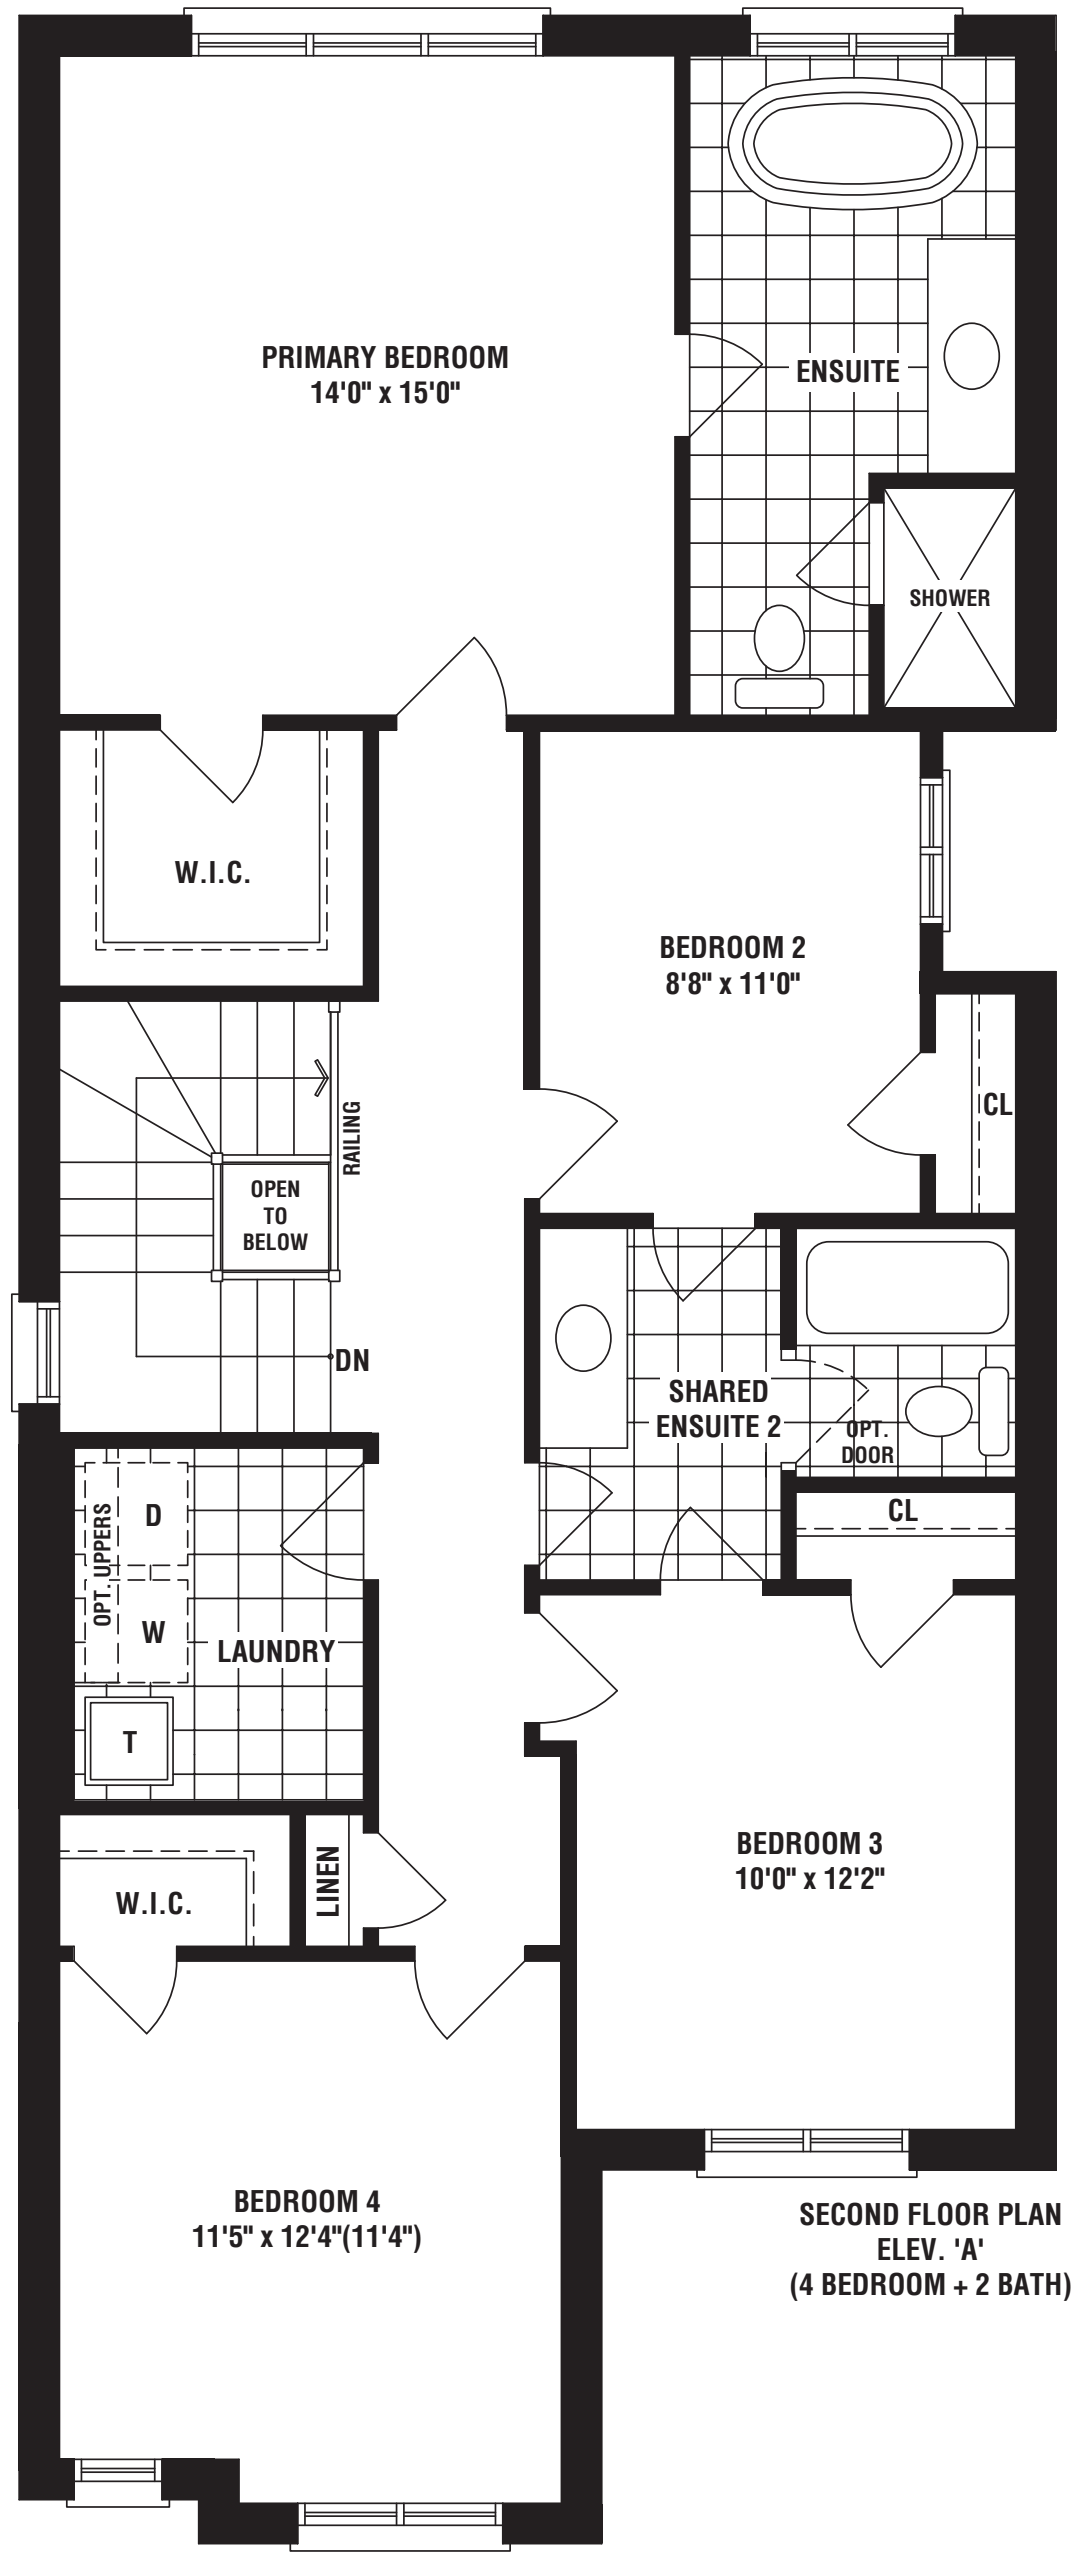 PRIMARY BEDROOM
14'0" x 15'0"
ENSUITE
SHOWER
W.I.C.
BEDROOM 2
8'8" x 11'0"
CL
RAILING
OPEN
TO
BELOW
DN
SHARED
ENSUITE 2
OPT.
DOOR
CL
D
OPT. UPPERS
W
LAUNDRY
T
BEDROOM 3
10'0" x 12'2"
LINEN
W.I.C.
BEDROOM 4
11'5" x 12'4"(11'4")
SECOND FLOOR PLAN
ELEV. 'A'
(4 BEDROOM + 2 BATH)